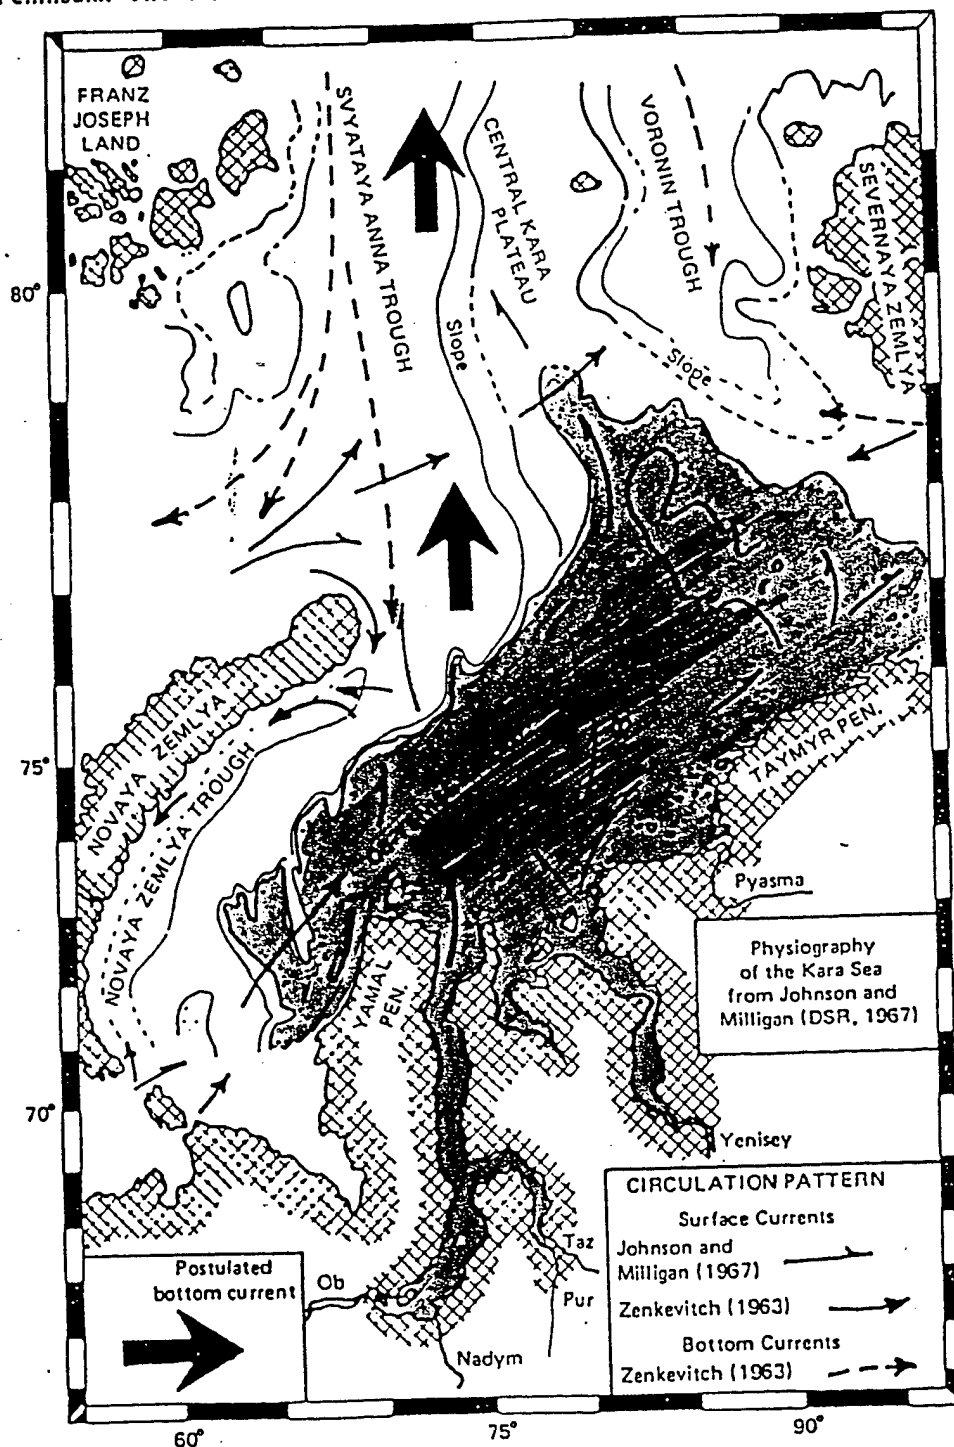 FRANZ
JOSEPH
LAND
SVYATAYA ANNA TROUGH
CENTRAL KARA
PLATEAU
VORONIN TROUGH
SEVERNAYA ZEMLYA
80°
Slope
Slope
NOVAYA ZEMLYA
NOVAYA ZEMLYA TROUGH
75°
TAYMYR PEN.
Pyasma
Physiography
of the Kara Sea
from Johnson and
Milligan (DSR, 1967)
YAMAL
PEN.
70°
Yenisey
CIRCULATION PATTERN
Surface Currents
Johnson and
Milligan (1967)
Zenkevitch (1963)
Bottom Currents
Zenkevitch (1963)
Postulated
bottom current
Ob
Taz
Pur
Nadym
60°
75°
90°